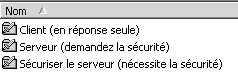 Nom
Client (en réponse seule)
Serveur (demandez la sécurité)
Sécuriser le serveur (nécessite la sécurité)